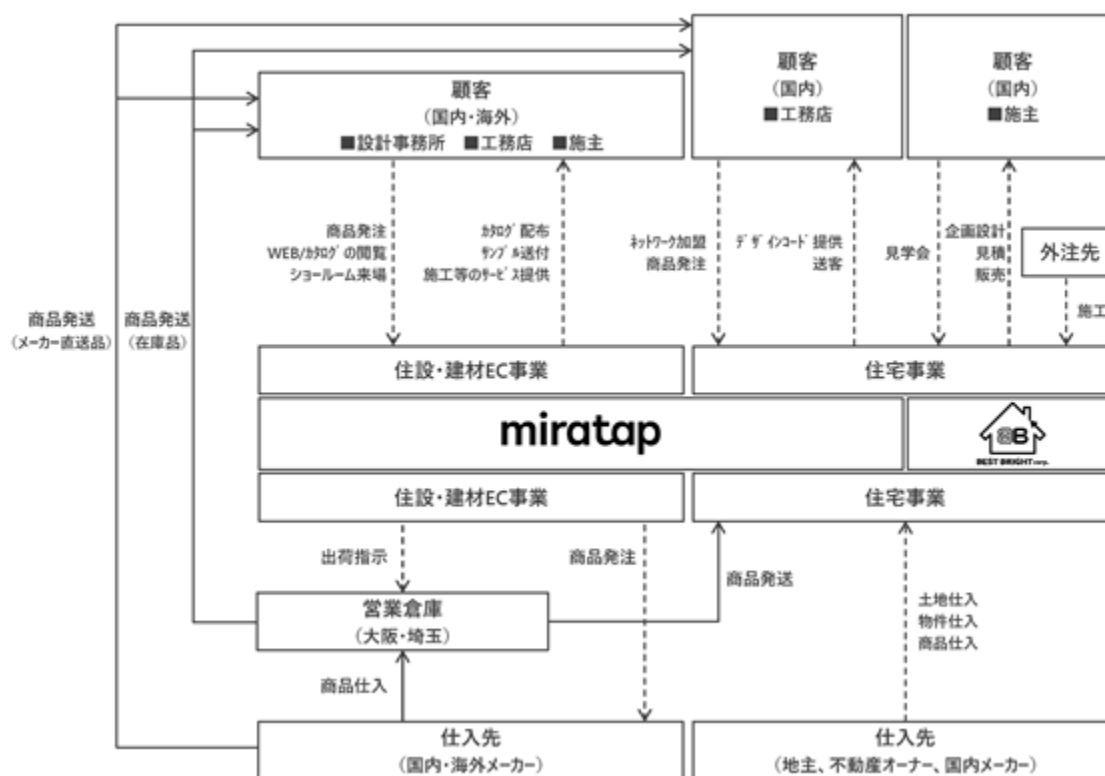 顧客
(国内・海外)
■設計事務所 ■工務店 ■施主
顧客
(国内)
■工務店
顧客
(国内)
■施主
商品発注
WEB/ｶﾀﾛｸﾞの閲覧
ショールーム来場
ｶﾀﾛｸﾞ配布
ｻﾝﾌﾟﾙ送付
施工等のｻｰﾋﾞｽ提供
ﾈｯﾄﾜｰｸ加盟
商品発注
ﾃﾞｻﾞｲﾝｺｰﾄﾞ提供
送客
見学会
企画設計
見積
販売
外注先
施工
商品発送
(メーカー直送品)
商品発送
(在庫品)
住設・建材EC事業
住宅事業
miratap
BB
BEST BRIGHT corp.
住設・建材EC事業
住宅事業
出荷指示
商品発注
商品発送
土地仕入
物件仕入
商品仕入
営業倉庫
(大阪・埼玉)
商品仕入
仕入先
(国内・海外メーカー)
仕入先
(地主、不動産オーナー、国内メーカー)